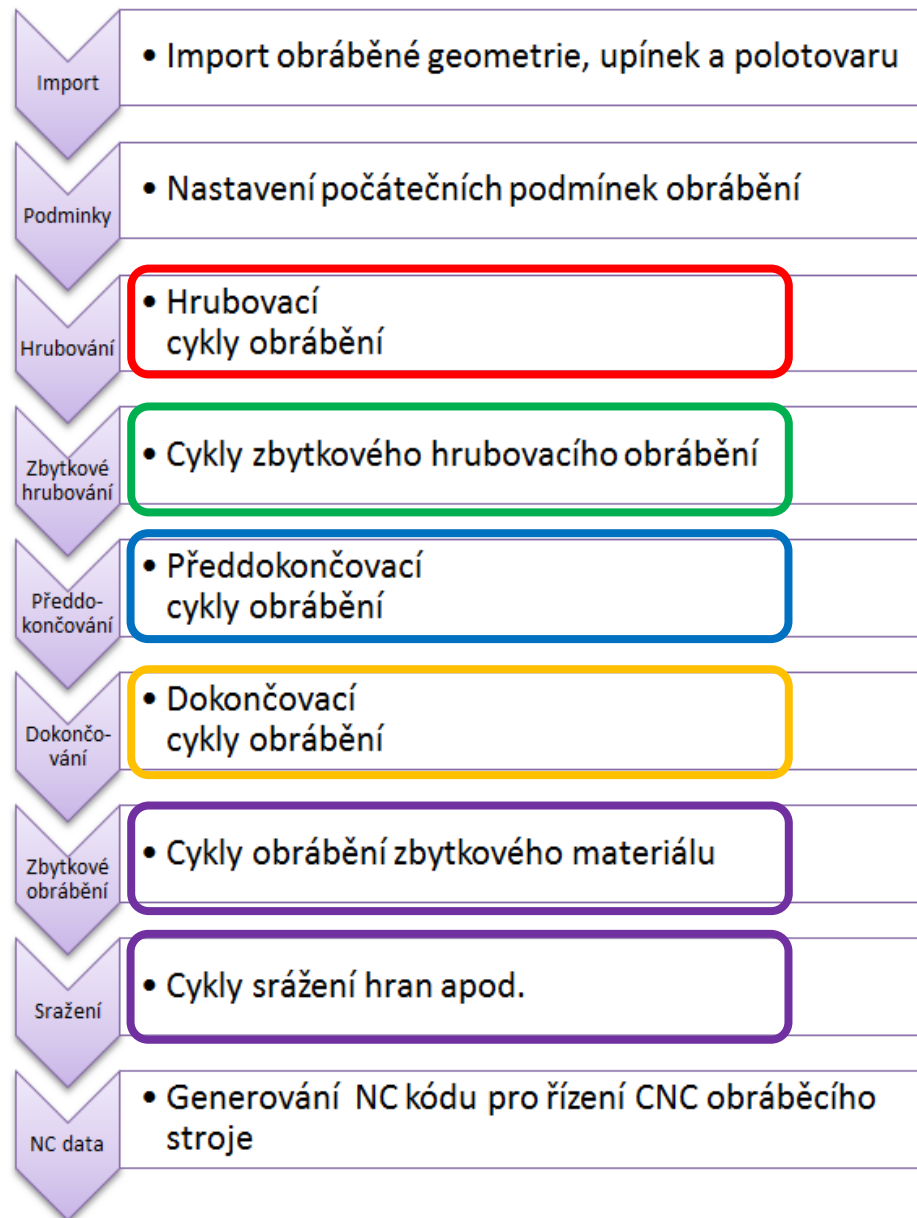 Import
• Import obráběné geometrie, upínek a polotovaru
Podminky
• Nastavení počátečních podmínek obrábění
Hrubování
• Hrubovací
cykly obrábění
Zbytkové
hrubování
• Cykly zbytkového hrubovacího obrábění
Předdo-
končování
• Předdokončovací
cykly obrábění
Dokončo-
vání
• Dokončovací
cykly obrábění
Zbytkové
obrábění
• Cykly obrábění zbytkového materiálu
Sražení
• Cykly srážení hran apod.
NC data
• Generování NC kódu pro řízení CNC obráběcího
stroje